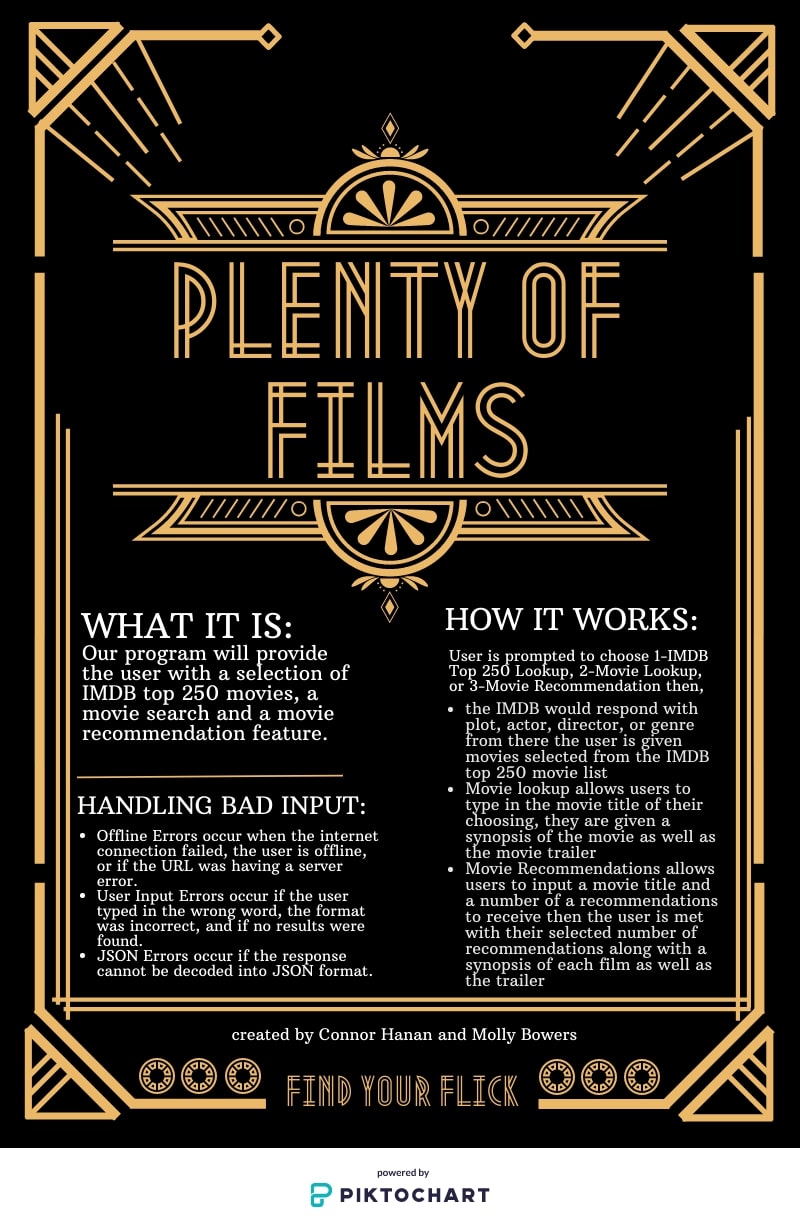 PLENTY OF
FILMS
WHAT IT IS:
Our program will provide
the user with a selection of
IMDB top 250 movies, a
movie search and a movie
recommendation feature.
HANDLING BAD INPUT:
• Offline Errors occur when the internet
connection failed, the user is offline,
or if the URL was having a server
error.
• User Input Errors occur if the user
typed in the wrong word, the format
was incorrect, and if no results were
found.
• JSON Errors occur if the response
cannot be decoded into JSON format.
HOW IT WORKS:
User is prompted to choose 1-IMDB
Top 250 Lookup, 2-Movie Lookup,
or 3-Movie Recommendation then,
• the IMDB would respond with
plot, actor, director, or genre
from there the user is given
movies selected from the IMDB
top 250 movie list
• Movie lookup allows users to
type in the movie title of their
choosing, they are given a
synopsis of the movie as well as
the movie trailer
• Movie Recommendations allows
users to input a movie title and
a number of a recommendations
to receive then the user is met
with their selected number of
recommendations along with a
synopsis of each film as well as
the trailer
created by Connor Hanan and Molly Bowers
FIND YOUR FLICK
powered by
PIKTOCHART